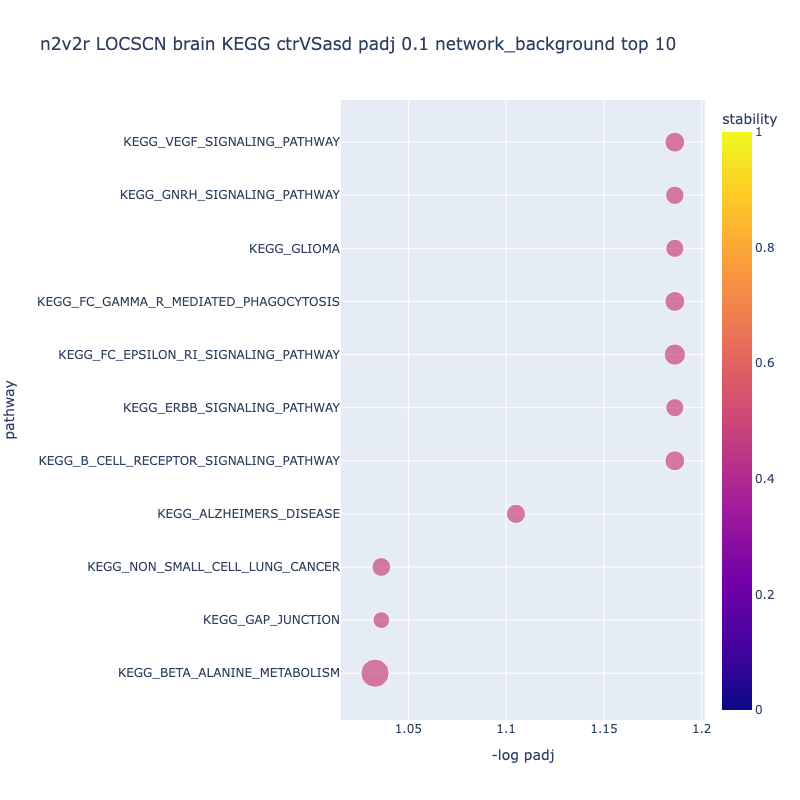 n2v2r LOCSCN brain KEGG ctrVSasd padj 0.1 network_background top 10
stability
1
0.8
0.6
0.4
0.2
0
pathway
KEGG_VEGF_SIGNALING_PATHWAY
KEGG_GNRH_SIGNALING_PATHWAY
KEGG_GLIOMA
KEGG_FC_GAMMA_R_MEDIATED_PHAGOCYTOSIS
KEGG_FC_EPSILON_RI_SIGNALING_PATHWAY
KEGG_ERBB_SIGNALING_PATHWAY
KEGG_B_CELL_RECEPTOR_SIGNALING_PATHWAY
KEGG_ALZHEIMERS_DISEASE
KEGG_NON_SMALL_CELL_LUNG_CANCER
KEGG_GAP_JUNCTION
KEGG_BETA_ALANINE_METABOLISM
1.05 1.1 1.15 1.2
-log padj